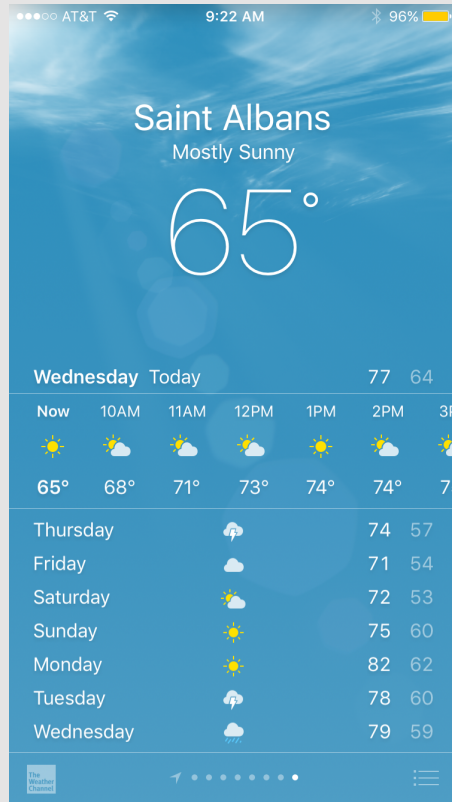 AT&T 9:22 AM 96%
Saint Albans
Mostly Sunny
65°
Wednesday Today 77 64
Now 10AM 11AM 12PM 1PM 2PM
65° 68° 71° 73° 74° 74°
Thursday 74 57
Friday 71 54
Saturday 72 53
Sunday 75 60
Monday 82 62
Tuesday 78 60
Wednesday 79 59
The
Weather
Channel